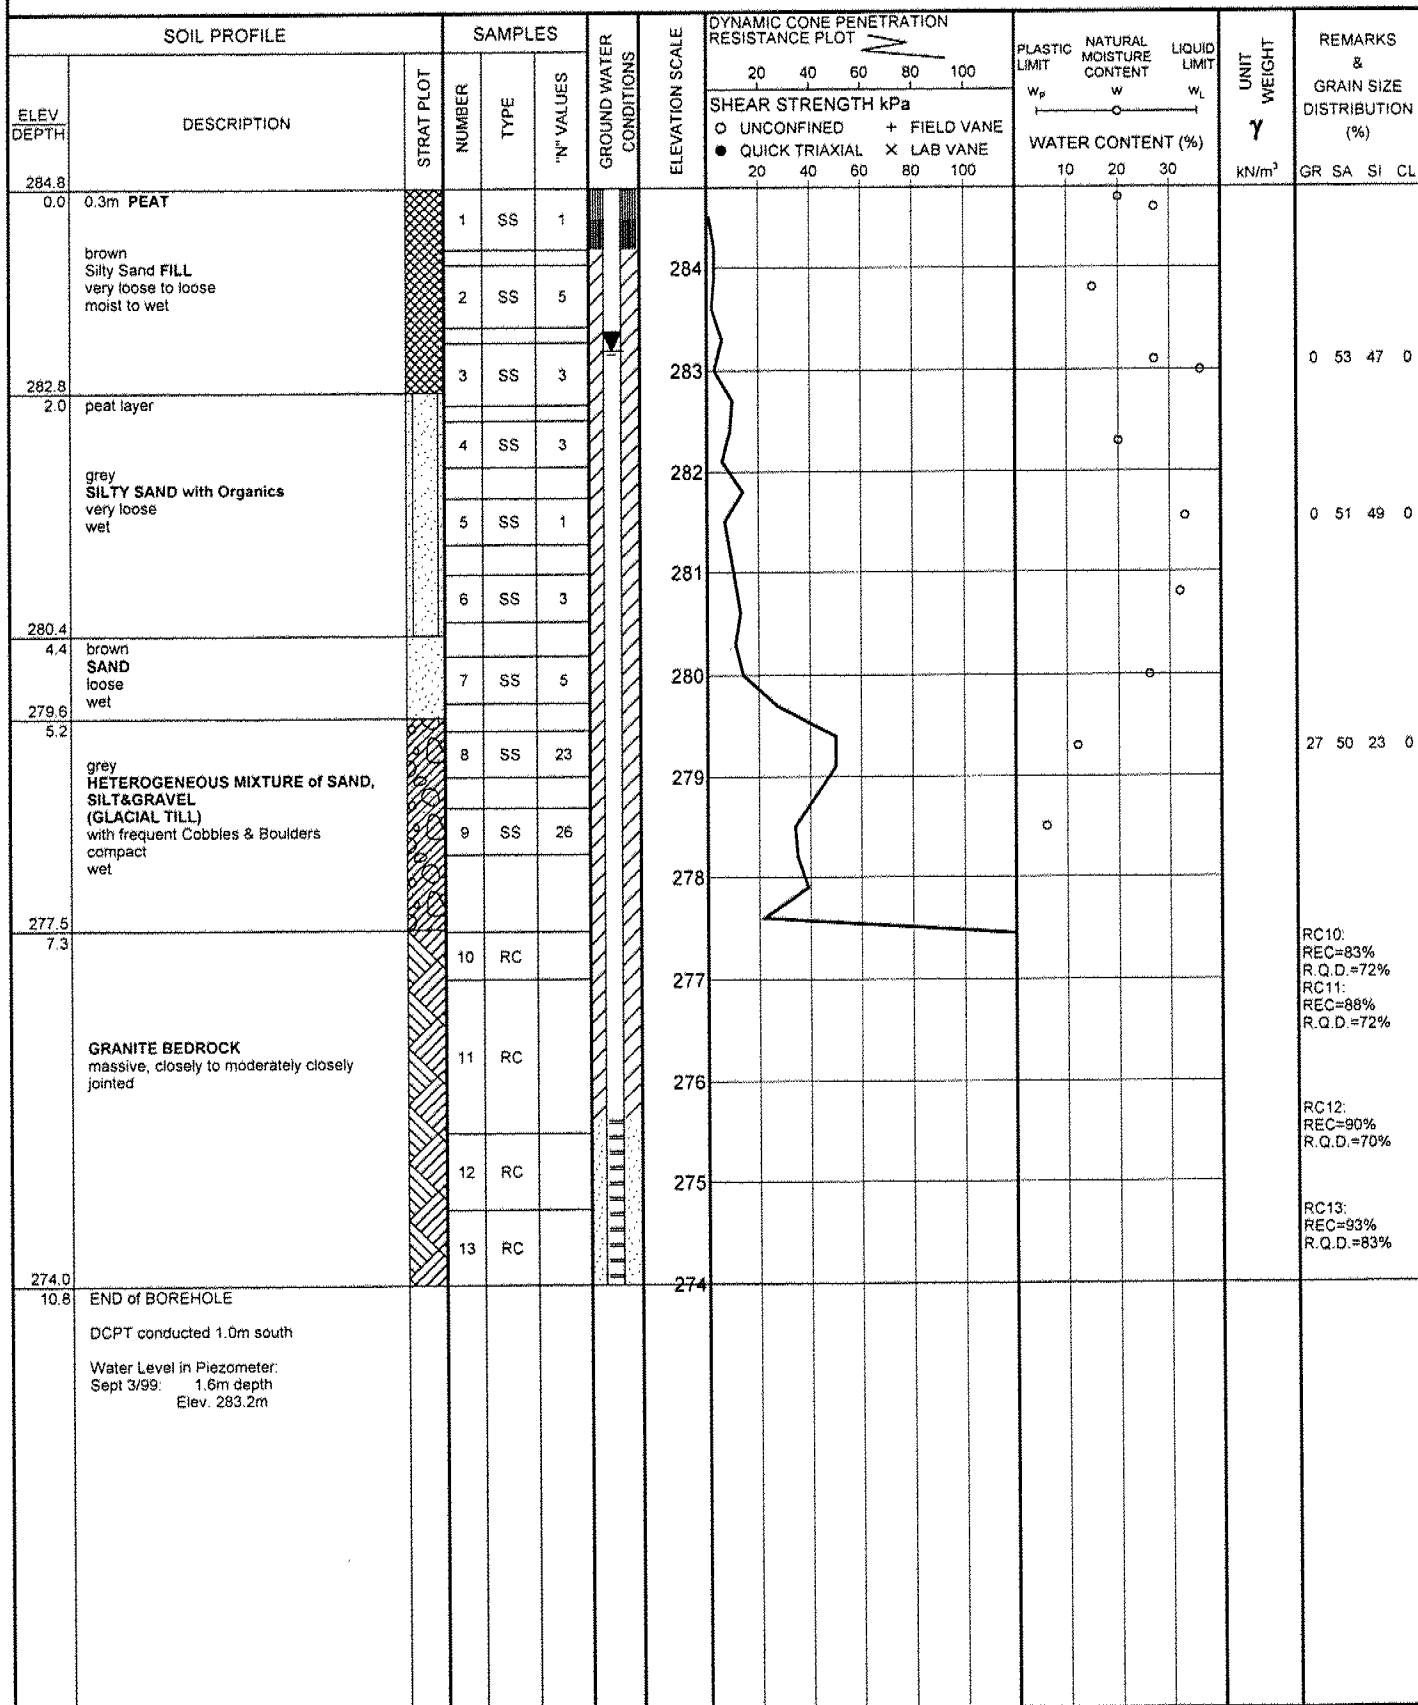 SOIL PROFILE
SAMPLES
ELEV
DEPTH
DESCRIPTION
STRAT PLOT
NUMBER
TYPE
"N" VALUES
GROUND WATER
CONDITIONS
ELEVATION SCALE
DYNAMIC CONE PENETRATION
RESISTANCE PLOT
20 40 60 80 100
SHEAR STRENGTH kPa
○ UNCONFINED + FIELD VANE
● QUICK TRIAXIAL × LAB VANE
20 40 60 80 100
PLASTIC LIMIT
NATURAL MOISTURE CONTENT
LIQUID LIMIT
WP W WL
WATER CONTENT (%)
10 20 30
UNIT WEIGHT
γ
kN/m³
REMARKS
&
GRAIN SIZE
DISTRIBUTION
(%)
GR SA SI CL
284.8
0.0 0.3m PEAT
1 SS 1
brown
Silty Sand FILL
very loose to loose
moist to wet
284
2 SS 5
3 SS 3
283
0 53 47 0
282.8
2.0 peat layer
4 SS 3
grey
SILTY SAND with Organics
very loose
wet
282
5 SS 1
0 51 49 0
281
6 SS 3
280.4
4.4 brown
SAND
loose
wet
7 SS 5
280
279.6
5.2
grey
HETEROGENEOUS MIXTURE of SAND,
SILT&GRAVEL
(GLACIAL TILL)
with frequent Cobbles & Boulders
compact
wet
8 SS 23
27 50 23 0
279
9 SS 26
278
277.5
7.3
10 RC
RC10:
REC=83%
R.Q.D.=72%
277
RC11:
REC=88%
R.Q.D.=72%
GRANITE BEDROCK
massive, closely to moderately closely
jointed
11 RC
276
RC12:
REC=90%
R.Q.D.=70%
12 RC
275
RC13:
REC=93%
R.Q.D.=83%
13 RC
274.0
274
10.8 END of BOREHOLE
DCPT conducted 1.0m south
Water Level in Piezometer:
Sept 3/99: 1.6m depth
Elev. 283.2m